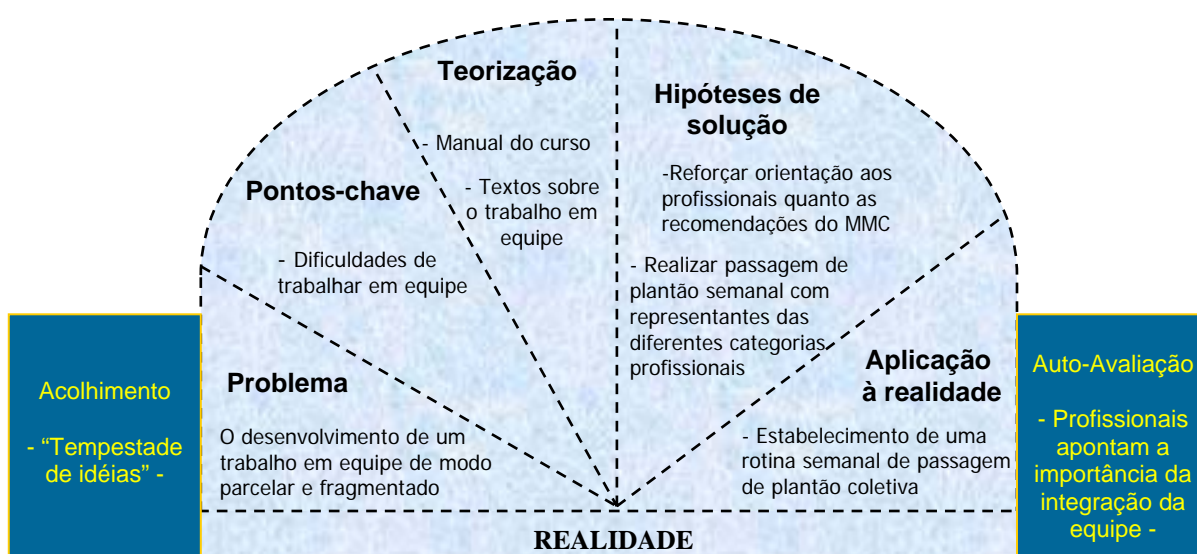 Acolhimento
- “Tempestade
de idéias” -
Problema
O desenvolvimento de um
trabalho em equipe de modo
parcelar e fragmentado
Pontos-chave
- Dificuldades de
trabalhar em equipe
Teorização
- Manual do curso
- Textos sobre
o trabalho em
equipe
Hipóteses de
solução
-Reforçar orientação aos
profissionais quanto as
recomendações do MMC
- Realizar passagem de
plantão semanal com
representantes das
diferentes categorias
profissionais
Aplicação
à realidade
- Estabelecimento de uma
rotina semanal de passagem
de plantão coletiva
Auto-Avaliação
- Profissionais
apontam a
importância da
integração da
equipe -
REALIDADE